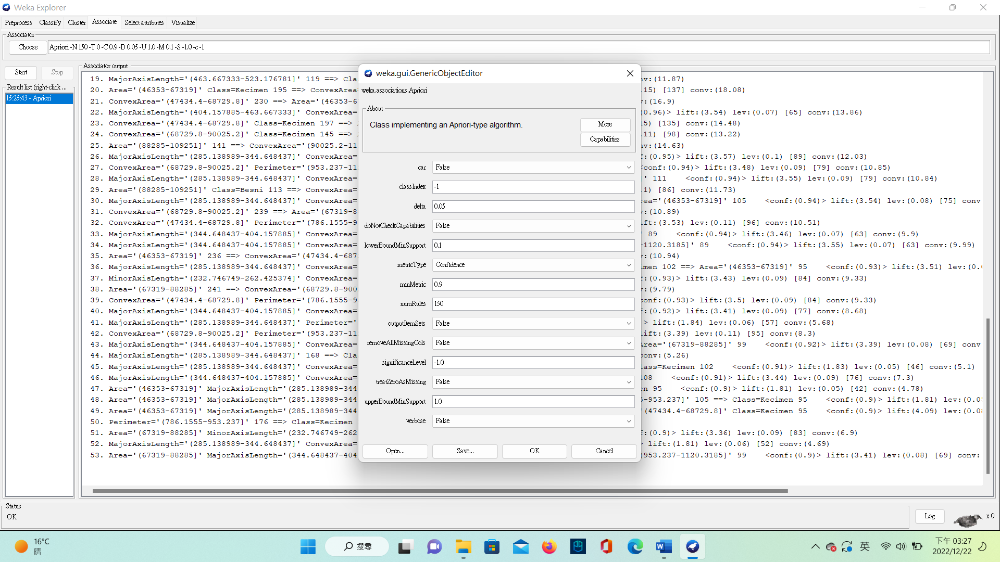 Weka Explorer
Preprocess Classify Cluster Associate Select attributes Visualize
Associator
Choose Apriori -N 150 -T 0 -C 0.9 -D 0.05 -U 1.0 -M 0.1 -S -1.0 -c -1
Start Stop
Result list (right-click ...
15:25:43 - Apriori
Associator output
19. MajorAxisLength='(463.667333-523.176781]' 119 ==> Cla
20. Area='(46353-67319]' Class=Kecimen 195 ==> ConvexArea
21. ConvexArea='(47434.4-68729.8]' 230 ==> Area='(46353-6
22. MajorAxisLength='(404.157885-463.667333]' ConvexArea=
23. ConvexArea='(47434.4-68729.8]' Class=Kecimen 197 ==>
24. ConvexArea='(68729.8-90025.2]' Class=Kecimen 145 ==>
25. Area='(88285-109251]' 141 ==> ConvexArea='(90025.2-11
26. MajorAxisLength='(285.138989-344.648437]' ConvexArea=
27. ConvexArea='(68729.8-90025.2]' Perimeter='(953.237-11
28. MajorAxisLength='(285.138989-344.648437]' ConvexArea=
29. Area='(88285-109251]' Class=Besni 113 ==> ConvexArea=
30. MajorAxisLength='(285.138989-344.648437]' ConvexArea=
31. ConvexArea='(68729.8-90025.2]' 239 ==> Area='(67319-8
32. ConvexArea='(47434.4-68729.8]' Perimeter='(786.1555-9
33. MajorAxisLength='(344.648437-404.157885]' ConvexArea=
34. MajorAxisLength='(344.648437-404.157885]' ConvexArea=
35. Area='(46353-67319]' 236 ==> ConvexArea='(47434.4-687
36. MajorAxisLength='(285.138989-344.648437]' ConvexArea=
37. MinorAxisLength='(232.746749-262.425374]' ConvexArea=
38. Area='(67319-88285]' 241 ==> ConvexArea='(68729.8-900
39. ConvexArea='(47434.4-68729.8]' Perimeter='(786.1555-9
40. MajorAxisLength='(344.648437-404.157885]' ConvexArea=
41. MajorAxisLength='(285.138989-344.648437]' Perimeter='
42. ConvexArea='(68729.8-90025.2]' Perimeter='(953.237-11
43. MajorAxisLength='(344.648437-404.157885]' ConvexArea=
44. MajorAxisLength='(285.138989-344.648437]' 168 ==> Cla
45. MajorAxisLength='(285.138989-344.648437]' ConvexArea=
46. MajorAxisLength='(344.648437-404.157885]' ConvexArea=
47. Area='(46353-67319]' MajorAxisLength='(285.138989-344
48. Area='(46353-67319]' MajorAxisLength='(285.138989-344
49. Area='(46353-67319]' MajorAxisLength='(285.138989-344
50. Perimeter='(786.1555-953.237]' 176 ==> Class=Kecimen
51. Area='(67319-88285]' MinorAxisLength='(232.746749-262
52. MajorAxisLength='(285.138989-344.648437]' ConvexArea=
53. Area='(67319-88285]' MajorAxisLength='(344.648437-404
weka.gui.GenericObjectEditor
weka.associations.Apriori
About
Class implementing an Apriori-type algorithm.
More
Capabilities
car False
classIndex -1
delta 0.05
doNotCheckCapabilities False
lowerBoundMinSupport 0.1
metricType Confidence
minMetric 0.9
numRules 150
outputItemSets False
removeAllMissingCols False
significanceLevel -1.0
treatZeroAsMissing False
upperBoundMinSupport 1.0
verbose False
Open... Save... OK Cancel
nv:(11.87)
15) [137] conv:(18.08)
v:(16.9)
(0.96)> lift:(3.54) lev:(0.07) [65] conv:(13.86)
5) [135] conv:(14.48)
11) [98] conv:(13.22)
v:(14.63)
f:(0.95)> lift:(3.57) lev:(0.1) [89] conv:(12.03)
conf:(0.94)> lift:(3.48) lev:(0.09) [79] conv:(10.85)
' 111 <conf:(0.94)> lift:(3.55) lev:(0.09) [79] conv:(10.84)
1) [86] conv:(11.73)
rea='(46353-67319]' 105 <conf:(0.94)> lift:(3.54) lev:(0.08) [75] conv
:(10.89)
ft:(3.53) lev:(0.11) [96] conv:(10.51)
' 89 <conf:(0.94)> lift:(3.46) lev:(0.07) [63] conv:(9.9)
-1120.3185]' 89 <conf:(0.94)> lift:(3.55) lev:(0.07) [63] conv:(9.99)
:(10.94)
men 102 ==> Area='(46353-67319]' 95 <conf:(0.93)> lift:(3.51) lev:(0.
:(0.93)> lift:(3.43) lev:(0.09) [84] conv:(9.33)
:(9.79)
onf:(0.93)> lift:(3.5) lev:(0.09) [84] conv:(9.33)
:(0.92)> lift:(3.41) lev:(0.09) [77] conv:(8.68)
> lift:(1.84) lev:(0.06) [57] conv:(5.68)
ift:(3.39) lev:(0.11) [95] conv:(8.3)
Area='(67319-88285]' 99 <conf:(0.92)> lift:(3.39) lev:(0.08) [69] conv
onv:(5.26)
lass=Kecimen 102 <conf:(0.91)> lift:(1.83) lev:(0.05) [46] conv:(5.1)
108 <conf:(0.91)> lift:(3.44) lev:(0.09) [76] conv:(7.3)
en 95 <conf:(0.9)> lift:(1.81) lev:(0.05) [42] conv:(4.78)
5-953.237]' 105 ==> Class=Kecimen 95 <conf:(0.9)> lift:(1.81) lev:(0.0
(47434.4-68729.8]' Class=Kecimen 95 <conf:(0.9)> lift:(4.09) lev:(0.0
:(0.9)> lift:(3.36) lev:(0.09) [83] conv:(6.9)
> lift:(1.81) lev:(0.06) [52] conv:(4.69)
(953.237-1120.3185]' 99 <conf:(0.9)> lift:(3.41) lev:(0.08) [69] conv:
Status
OK
Log
x 0
16°C
晴
搜尋
英
下午 03:27
2022/12/22